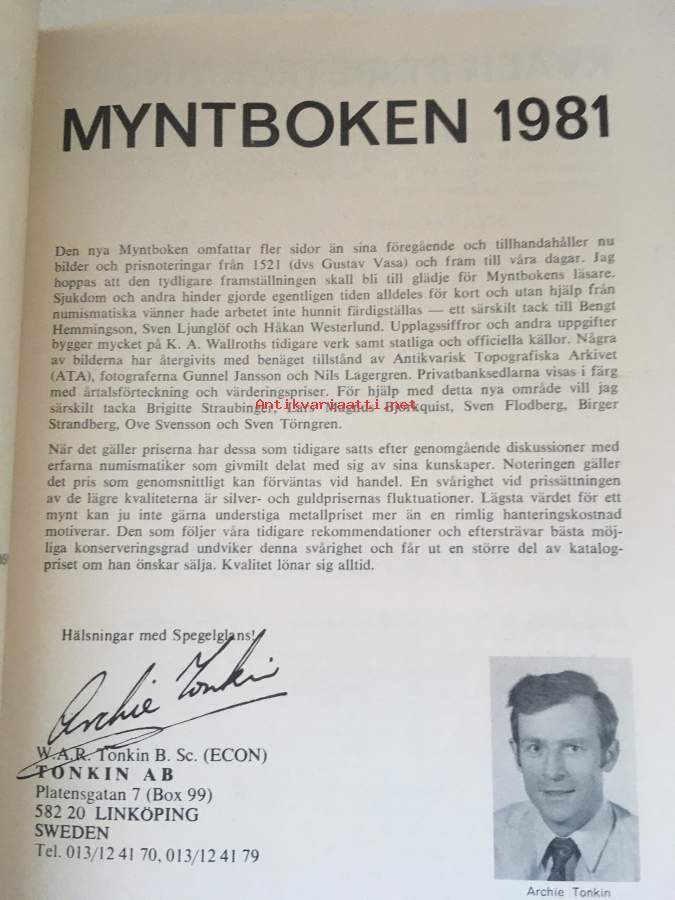 MYNTBOKEN 1981
Den nya Myntboken omfattar fler sidor än sina föregående och tillhandahåller nu
bilder och prisnoteringar från 1521 (dvs Gustav Vasa) och fram till våra dagar. Jag
hoppas att den tydligare framställningen skall bli till glädje för Myntbokens läsare.
Sjukdom och andra hinder gjorde egentligen tiden alldeles för kort och utan hjälp från
numismatiska vänner hade arbetet inte hunnit färdigställas — ett särskilt tack till Bengt
Hemmingson, Sven Ljunglöf och Håkan Westerlund. Upplagssiffror och andra uppgifter
bygger mycket på K. A. Wallroths tidigare verk samt statliga och officiella källor. Några
av bilderna har återgivits med benäget tillstånd av Antikvarisk Topografiska Arkivet
(ATA), fotograferna Gunnel Jansson och Nils Lagergren. Privatbanksedlarna visas i färg
med årtalsförteckning och värderingspriser. För hjälp med detta nya område vill jag
särskilt tacka Brigitte Straubinger, Lars Magnus Björkquist, Sven Flodberg, Birger
Antikvariaatti.net
Strandberg, Ove Svensson och Sven Törngren.
När det gäller priserna har dessa som tidigare satts efter genomgående diskussioner med
erfarna numismatiker som givmilt delat med sig av sina kunskaper. Noteringen gäller
det pris som genomsnittligt kan förväntas vid handel. En svårighet vid prissättningen
av de lägre kvaliteterna är silver- och guldprisernas fluktuationer. Lägsta värdet för ett
mynt kan ju inte gärna understiga metallpriset mer än en rimlig hanteringskostnad
motiverar. Den som följer våra tidigare rekommendationer och eftersträvar bästa möj-
liga konserveringsgrad undviker denna svårighet och får ut en större del av katalog-
priset om han önskar sälja. Kvalitet lönar sig alltid.
Hälsningar med Spegelglans!
Archie Tonkin
W.A.R. Tonkin B. Sc. (ECON)
TONKIN AB
Platensgatan 7 (Box 99)
582 20 LINKÖPING
SWEDEN
Tel. 013/12 41 70, 013/12 41 79
Archie Tonkin